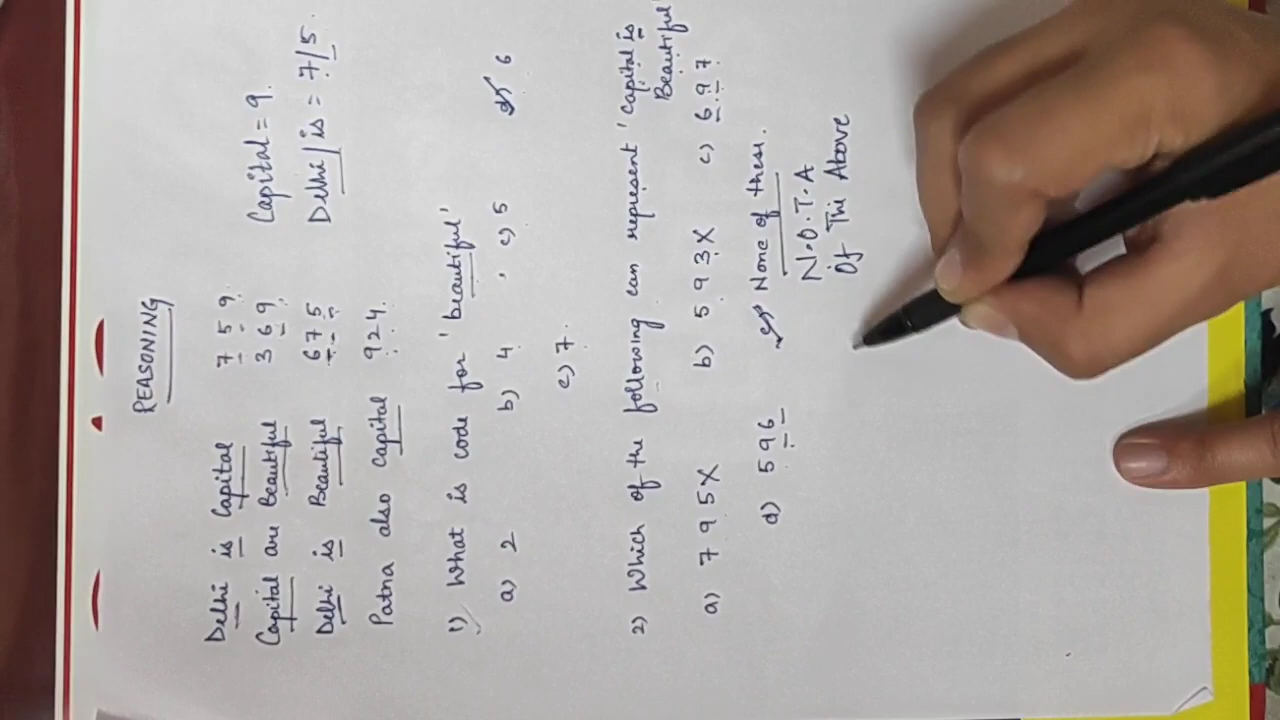 REASONING
Delhi is Capital 7 5 9.
Capital are Beautiful 3 6 9
Delhi is Beautiful 6 7 5
Patna also capital 9 2 4.
Capital = 9.
Delhi/is = 7/5.
1) What is code for 'beautiful'
a) 2 b) 4 c) 5 d) 6
e) 7.
2) Which of the following can represent 'capital is
Beautiful'
a) 7 9 5 X b) 5 9 3 X c) 6 9 7
d) 5 9 6 e) None of these.
N.O.T.A
Of The Above